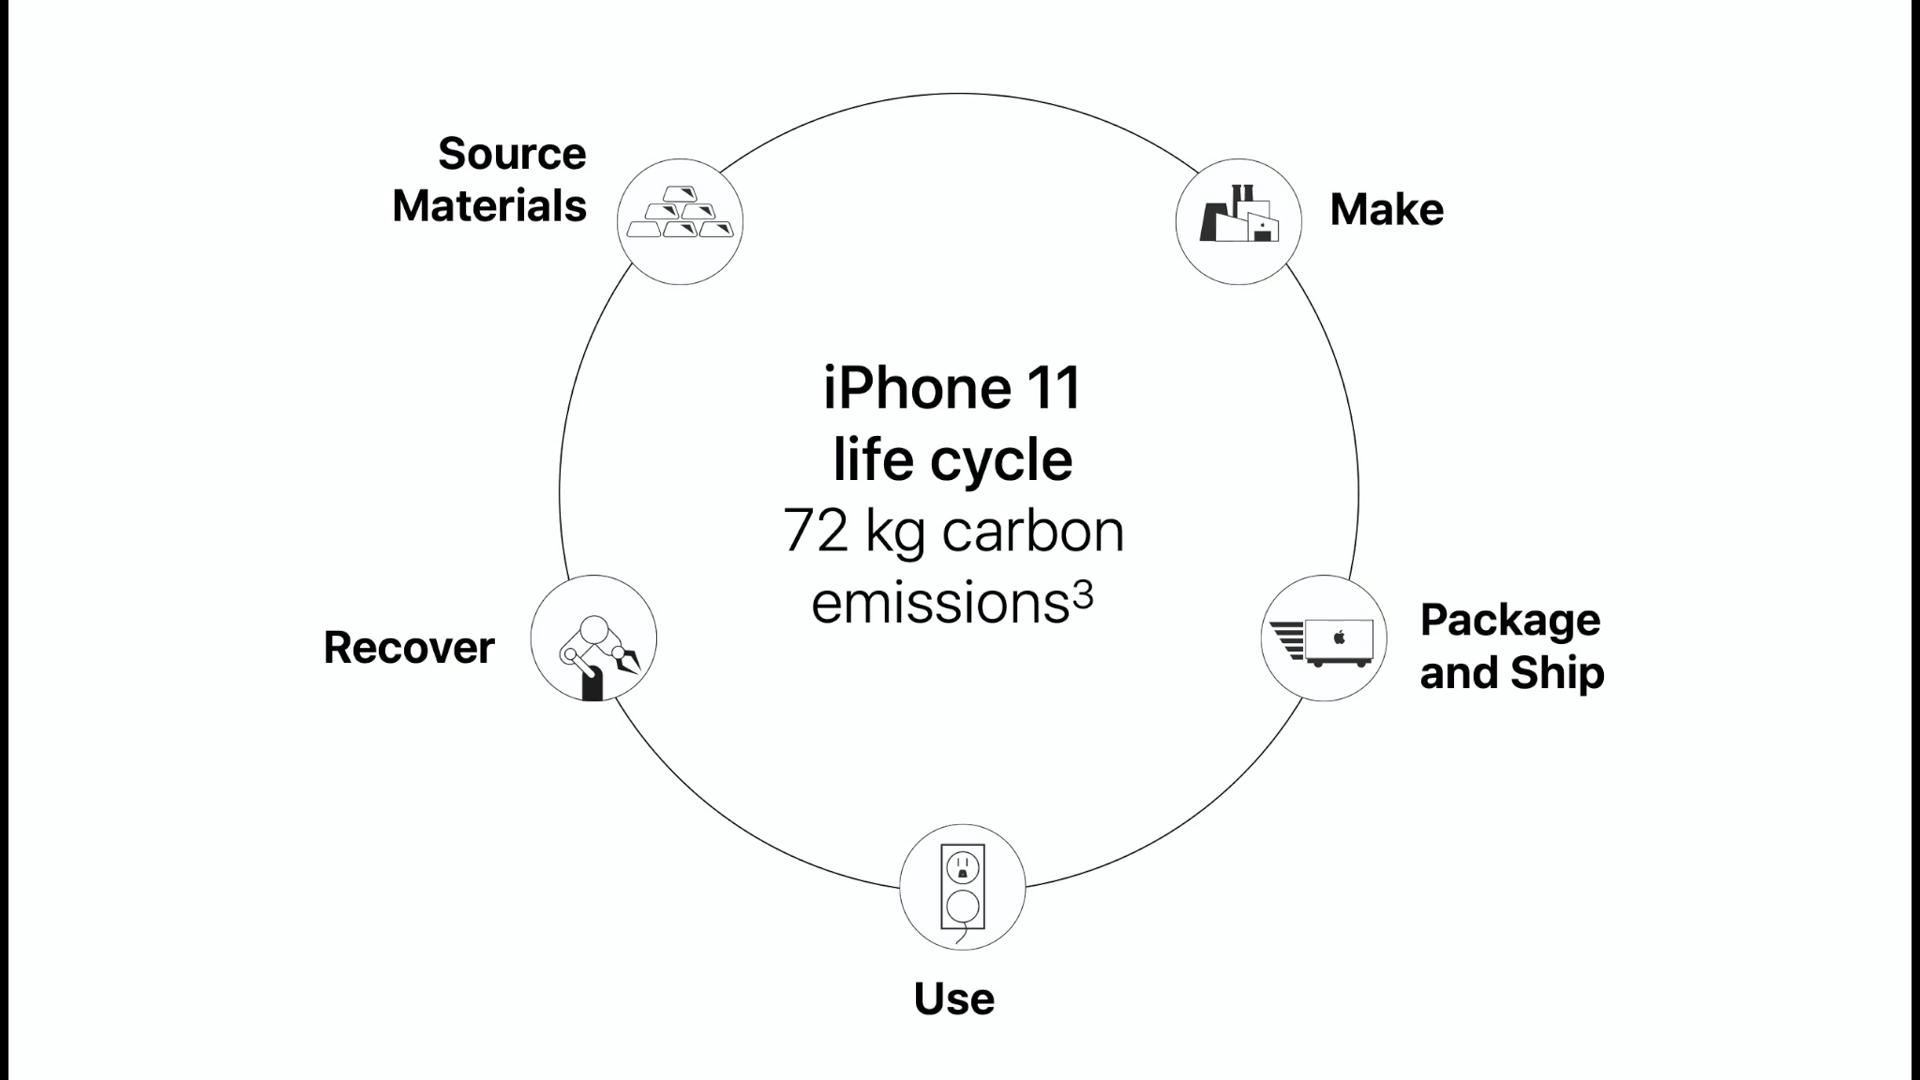 Source
Materials
Make
iPhone 11
life cycle
72 kg carbon
emissions³
Recover
Package
and Ship
Use